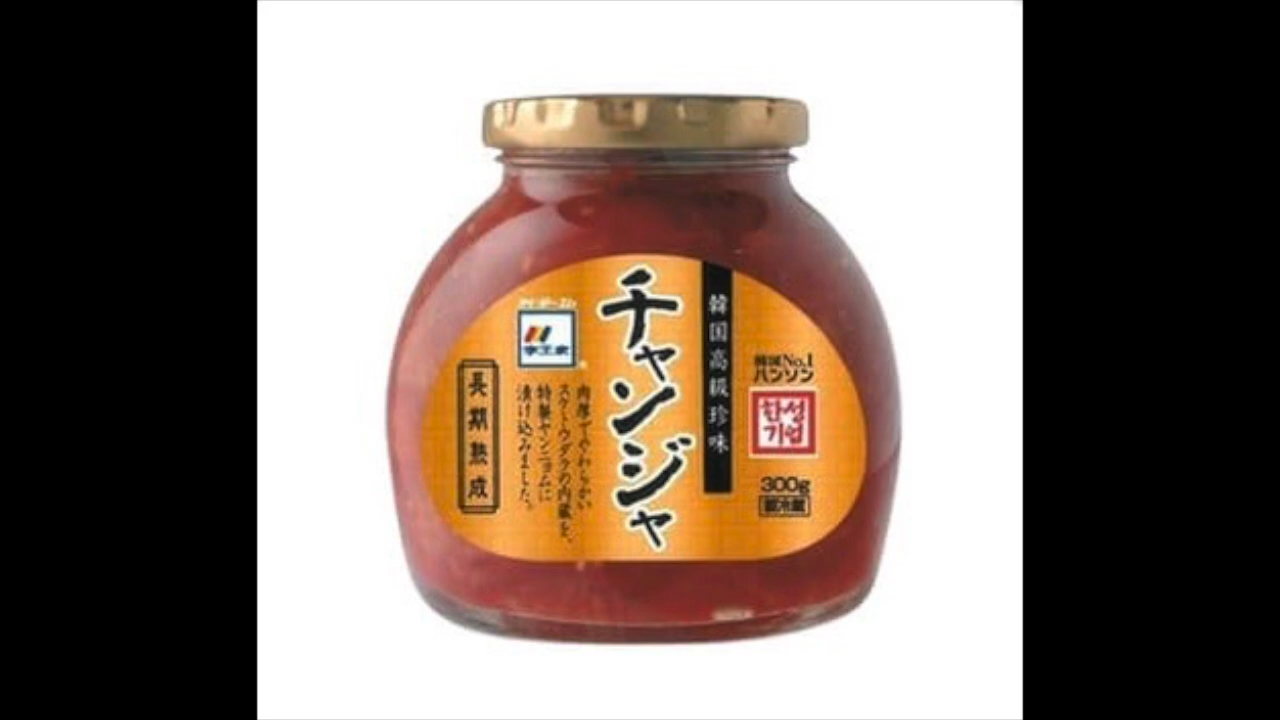 韓国高級珍味
チャンジャ
韓国No.1
ハンソン
한성
기업
300g
要冷蔵
肉厚でやわらかい
スケトウダラの内蔵を、
特製ヤンニョムに
漬け込みました。
長期熟成